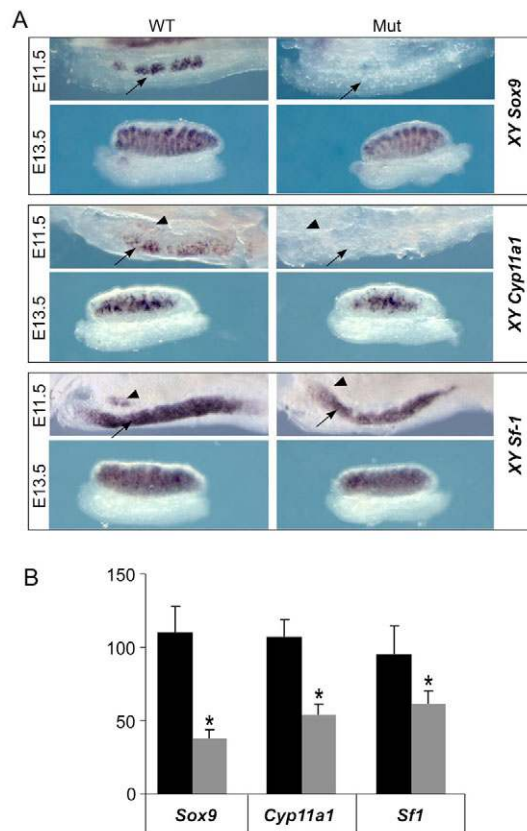 A
WT Mut
E11.5
E13.5
XY Sox9
E11.5
E13.5
XY Cyp11a1
E11.5
E13.5
XY Sf-1
B
150
100
50
0
* * *
Sox9 Cyp11a1 Sf1